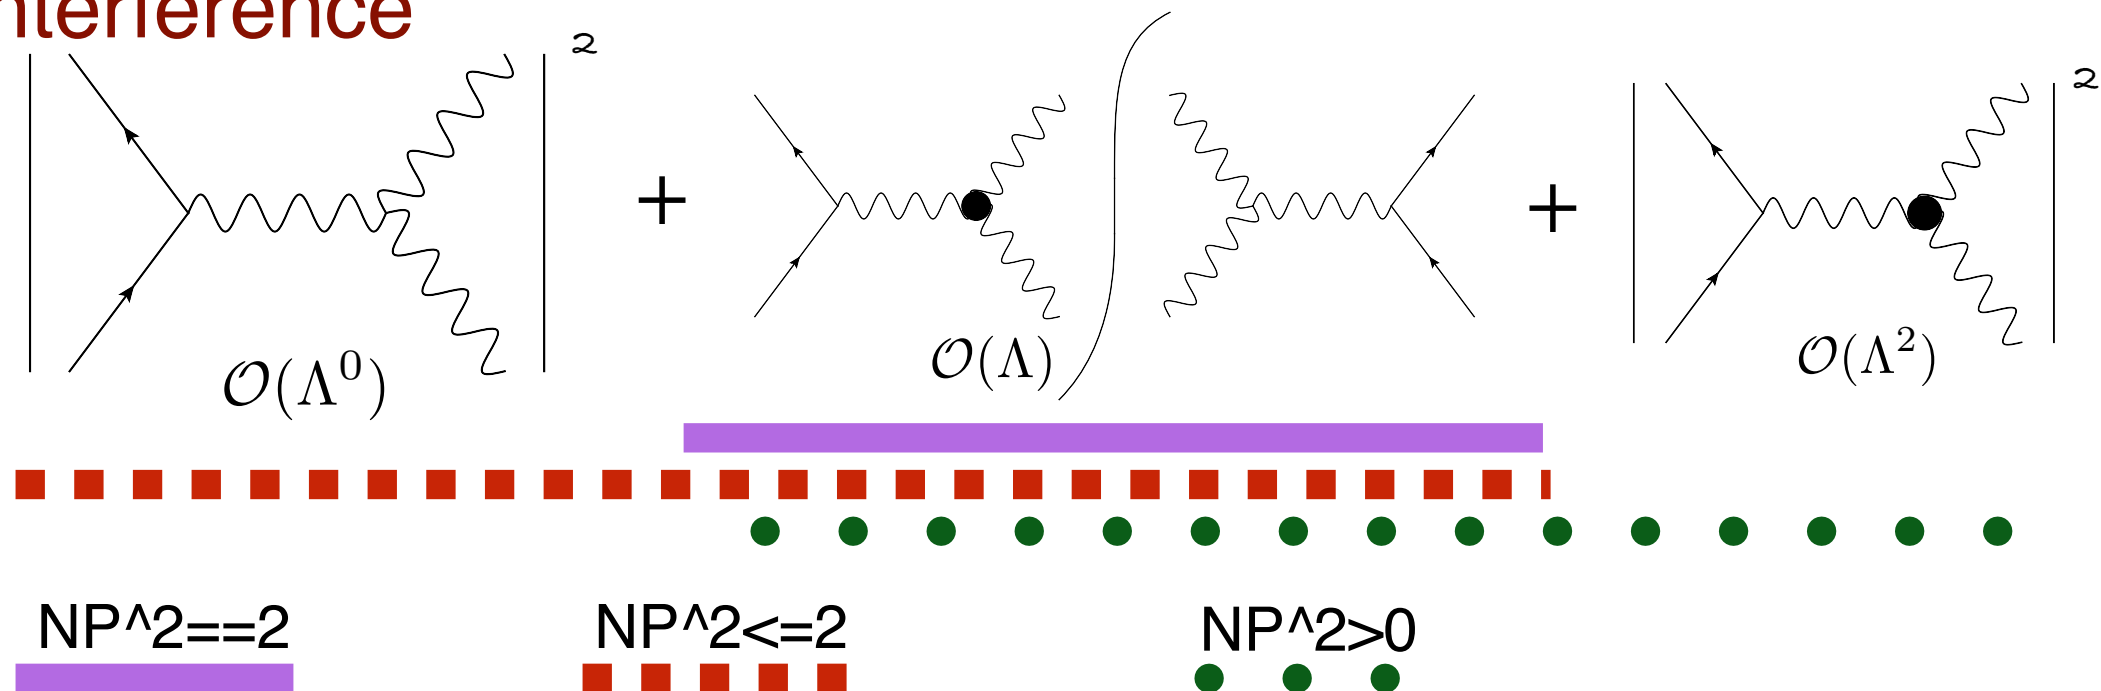 nterference
2
2
+
+
𝒪(Λ⁰)
𝒪(Λ)
𝒪(Λ²)
NP^2==2
NP^2<=2
NP^2>0